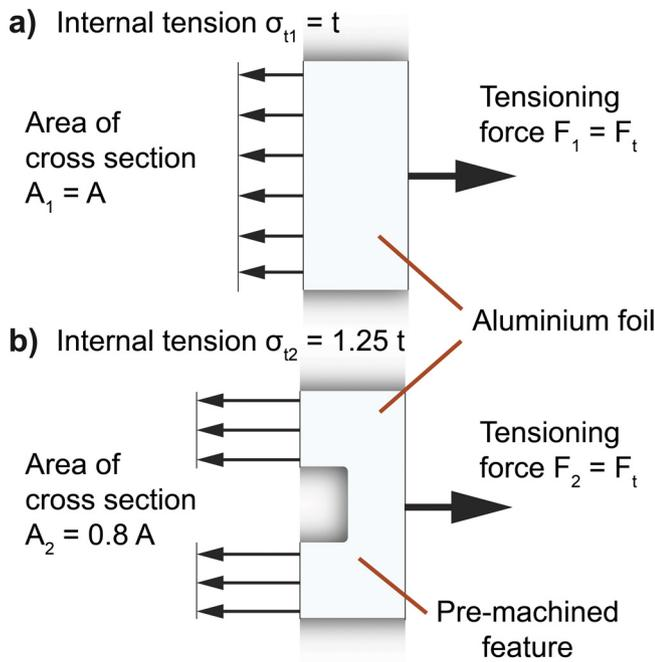 a) Internal tension σt1 = t
Area of
cross section
A1 = A
Tensioning
force F1 = Ft
Aluminium foil
b) Internal tension σt2 = 1.25 t
Area of
cross section
A2 = 0.8 A
Tensioning
force F2 = Ft
Pre-machined
feature